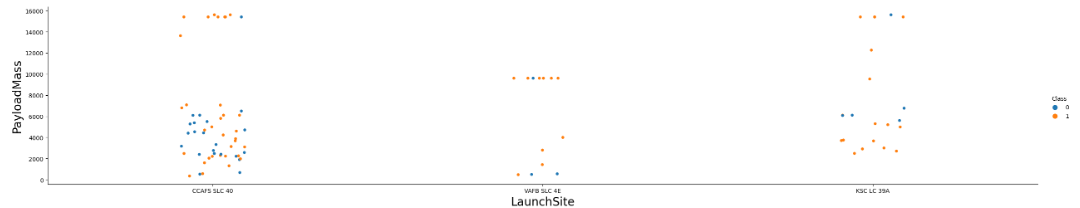 16000
14000
12000
10000
8000
6000
4000
2000
0
PayloadMass
CCAFS SLC 40
VAFB SLC 4E
KSC LC 39A
LaunchSite
Class
0
1